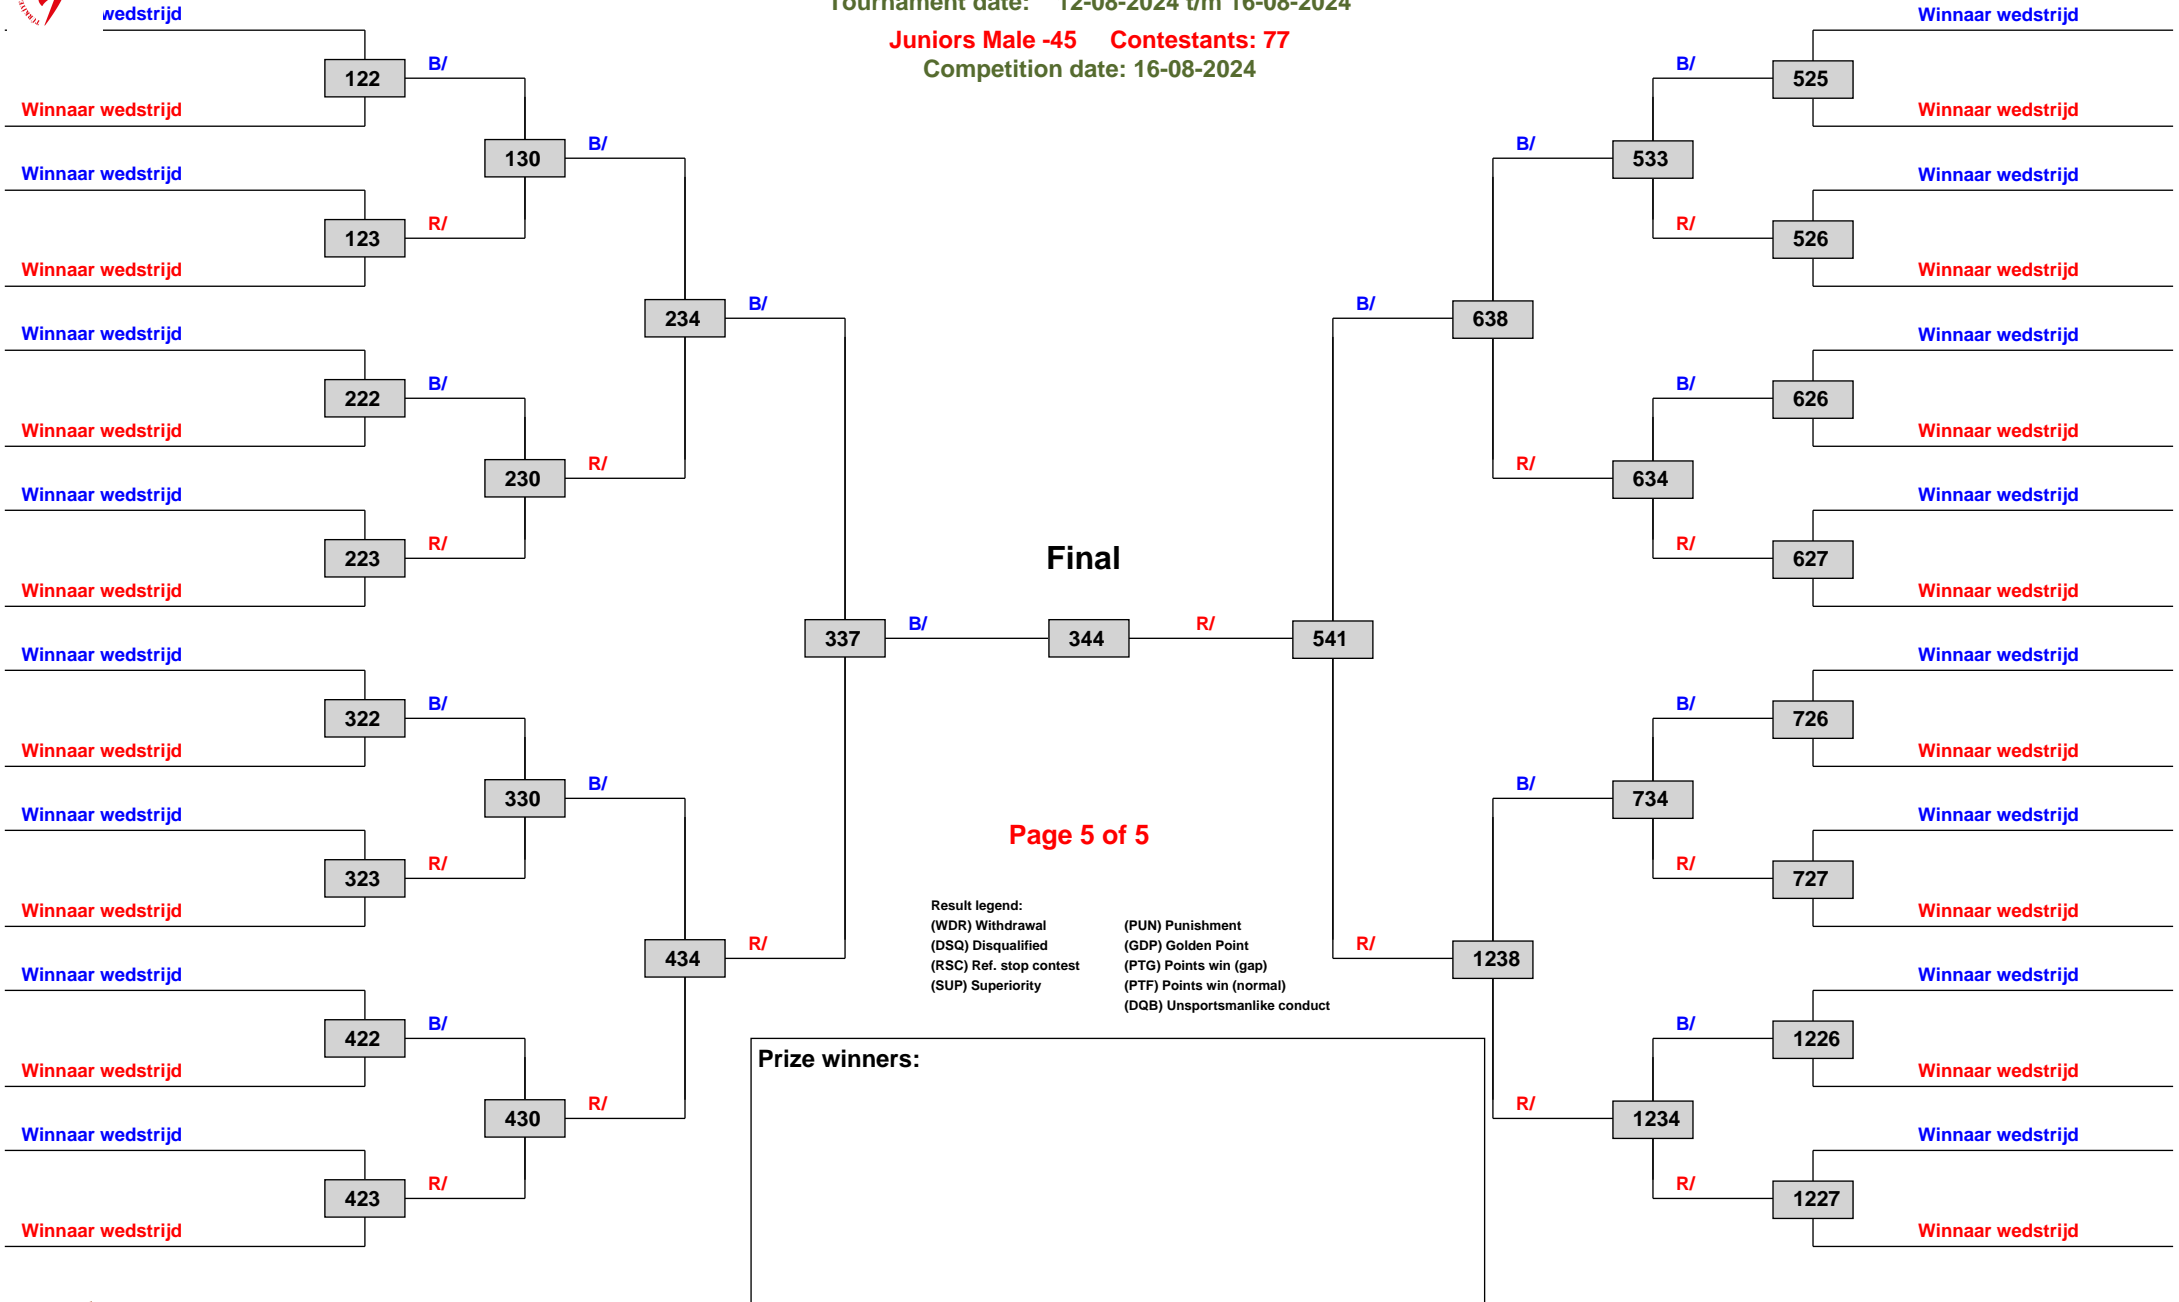 Tournament date: 12-08-2024 t/m 16-08-2024
Juniors Male -45 Contestants: 77
Competition date: 16-08-2024
wedstrijd
122
B/
Winnaar wedstrijd
130
B/
Winnaar wedstrijd
123
R/
Winnaar wedstrijd
234
B/
Winnaar wedstrijd
222
B/
Winnaar wedstrijd
230
R/
Winnaar wedstrijd
223
R/
Winnaar wedstrijd
337
B/
Winnaar wedstrijd
322
B/
Winnaar wedstrijd
330
B/
Winnaar wedstrijd
323
R/
Winnaar wedstrijd
434
R/
Winnaar wedstrijd
422
B/
Winnaar wedstrijd
430
R/
Winnaar wedstrijd
423
R/
Winnaar wedstrijd
Final
344
R/
541
Page 5 of 5
Result legend:
(WDR) Withdrawal
(DSQ) Disqualified
(RSC) Ref. stop contest
(SUP) Superiority
(PUN) Punishment
(GDP) Golden Point
(PTG) Points win (gap)
(PTF) Points win (normal)
(DQB) Unsportsmanlike conduct
Prize winners:
Winnaar wedstrijd
B/
525
Winnaar wedstrijd
B/
533
Winnaar wedstrijd
R/
526
Winnaar wedstrijd
B/
638
Winnaar wedstrijd
B/
626
Winnaar wedstrijd
R/
634
Winnaar wedstrijd
R/
627
Winnaar wedstrijd
Winnaar wedstrijd
B/
726
Winnaar wedstrijd
B/
734
Winnaar wedstrijd
R/
727
Winnaar wedstrijd
R/
1238
Winnaar wedstrijd
B/
1226
Winnaar wedstrijd
R/
1234
Winnaar wedstrijd
R/
1227
Winnaar wedstrijd